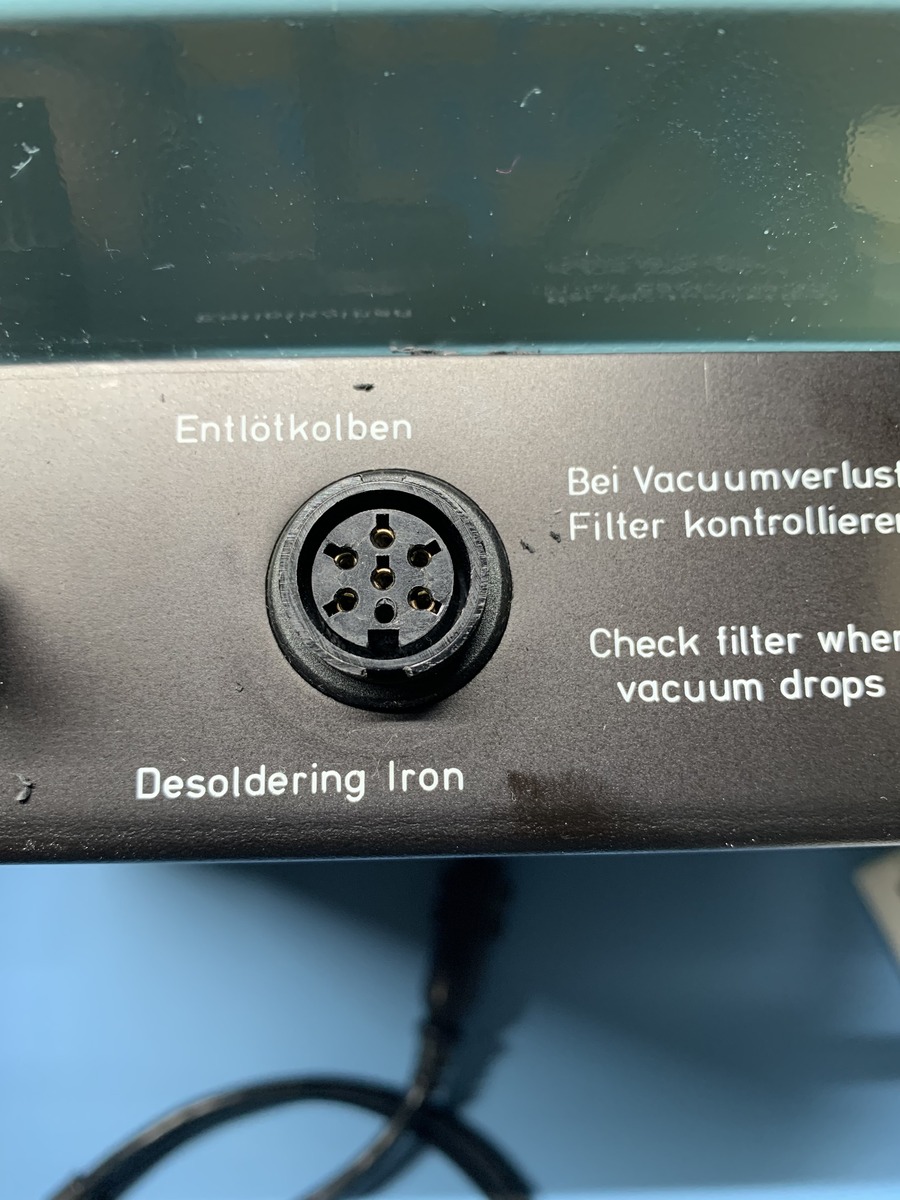 Entlötkolben
Bei Vacuumverlust
Filter kontrollieren
Check filter when
vacuum drops
Desoldering Iron